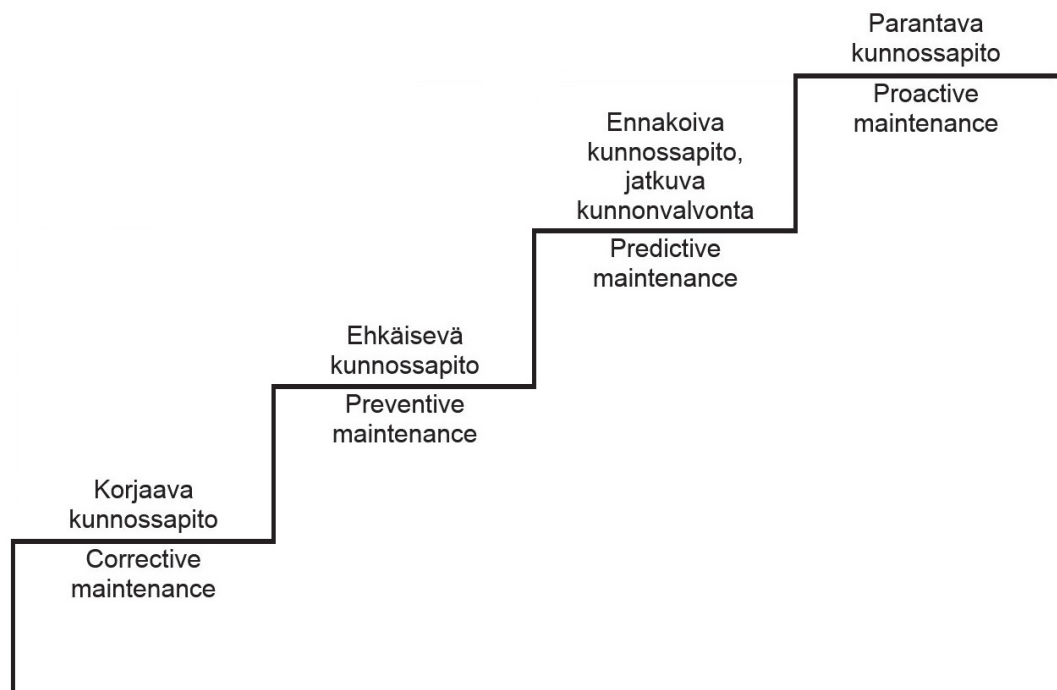 Parantava
kunnossapito
Proactive
maintenance
Ennakoiva
kunnossapito,
jatkuva
kunnonvalvonta
Predictive
maintenance
Ehkäisevä
kunnossapito
Preventive
maintenance
Korjaava
kunnossapito
Corrective
maintenance